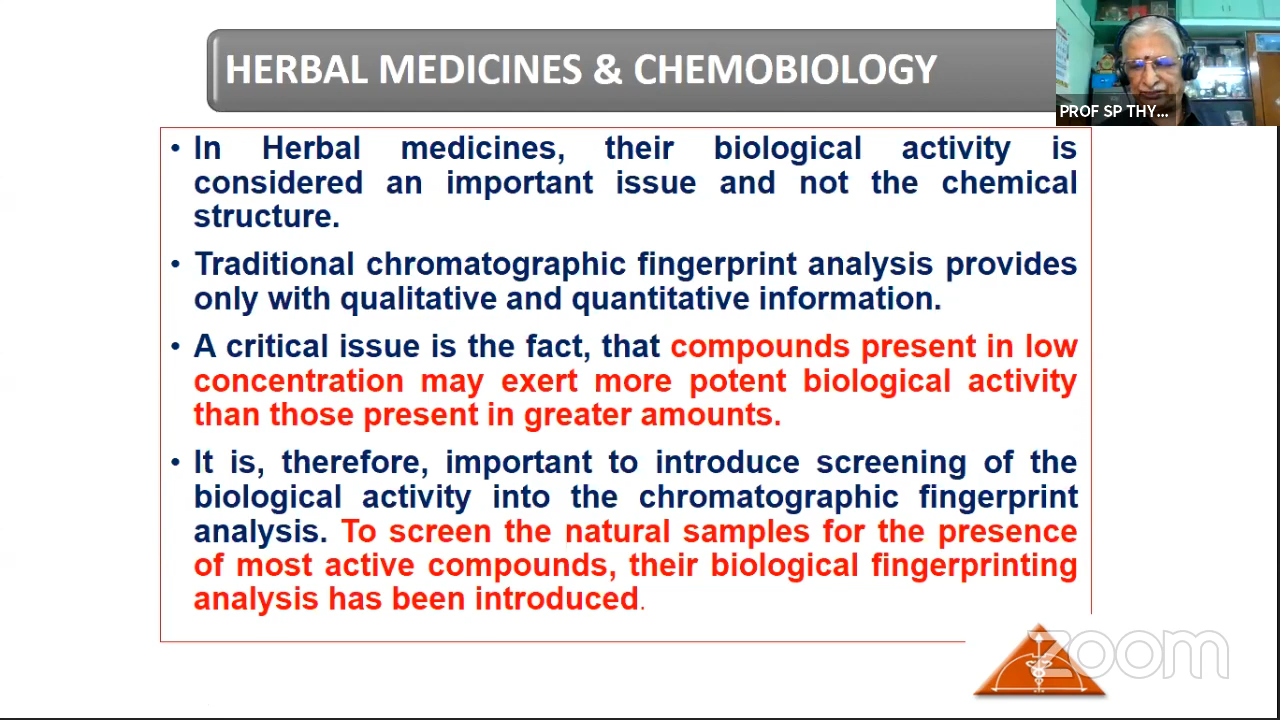 HERBAL MEDICINES & CHEMOBIOLOGY
PROF SP THY...
• In Herbal medicines, their biological activity is
considered an important issue and not the chemical
structure.
• Traditional chromatographic fingerprint analysis provides
only with qualitative and quantitative information.
• A critical issue is the fact, that compounds present in low
concentration may exert more potent biological activity
than those present in greater amounts.
• It is, therefore, important to introduce screening of the
biological activity into the chromatographic fingerprint
analysis. To screen the natural samples for the presence
of most active compounds, their biological fingerprinting
analysis has been introduced.
zoom